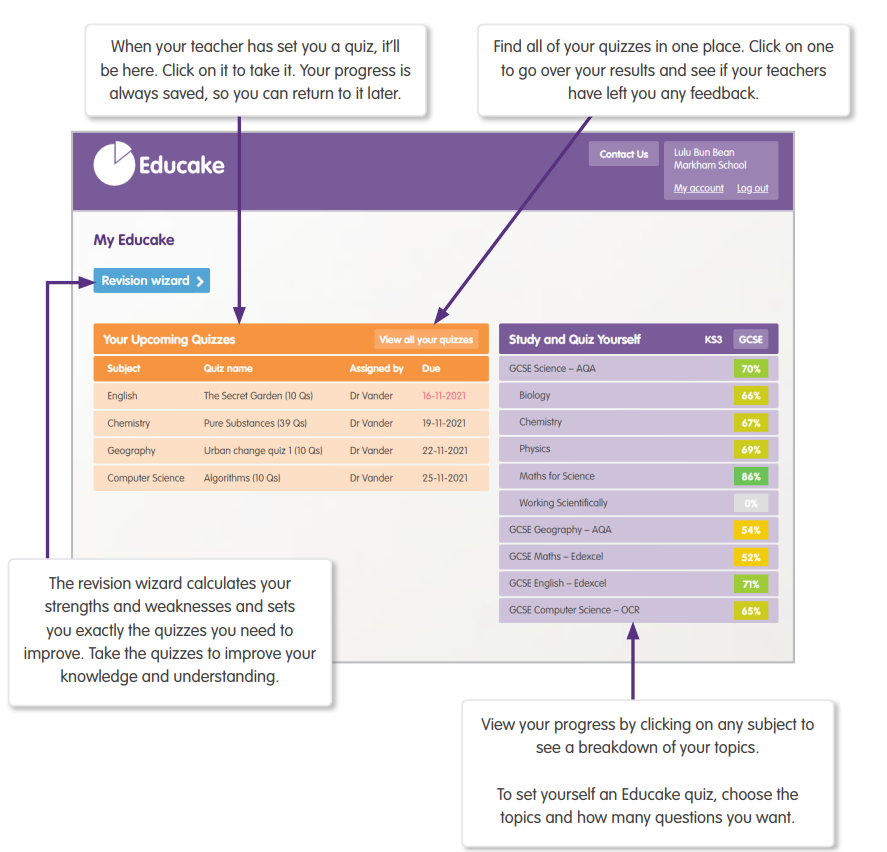 When your teacher has set you a quiz, it'll
be here. Click on it to take it. Your progress is
always saved, so you can return to it later.
Find all of your quizzes in one place. Click on one
to go over your results and see if your teachers
have left you any feedback.
Educake
Contact Us
Lulu Bun Bean
Markham School
My account Log out
My Educake
Revision wizard
Your Upcoming Quizzes View all your quizzes
Subject Quiz name Assigned by Due
English The Secret Garden (10 Qs) Dr Vander 16-11-2021
Chemistry Pure Substances (39 Qs) Dr Vander 19-11-2021
Geography Urban change quiz 1 (10 Qs) Dr Vander 22-11-2021
Computer Science Algorithms (10 Qs) Dr Vander 25-11-2021
Study and Quiz Yourself KS3 GCSE
GCSE Science – AQA 70%
Biology 66%
Chemistry 67%
Physics 69%
Maths for Science 86%
Working Scientifically 0%
GCSE Geography – AQA 54%
GCSE Maths – Edexcel 52%
GCSE English – Edexcel 71%
GCSE Computer Science – OCR 65%
The revision wizard calculates your
strengths and weaknesses and sets
you exactly the quizzes you need to
improve. Take the quizzes to improve your
knowledge and understanding.
View your progress by clicking on any subject to
see a breakdown of your topics.
To set yourself an Educake quiz, choose the
topics and how many questions you want.